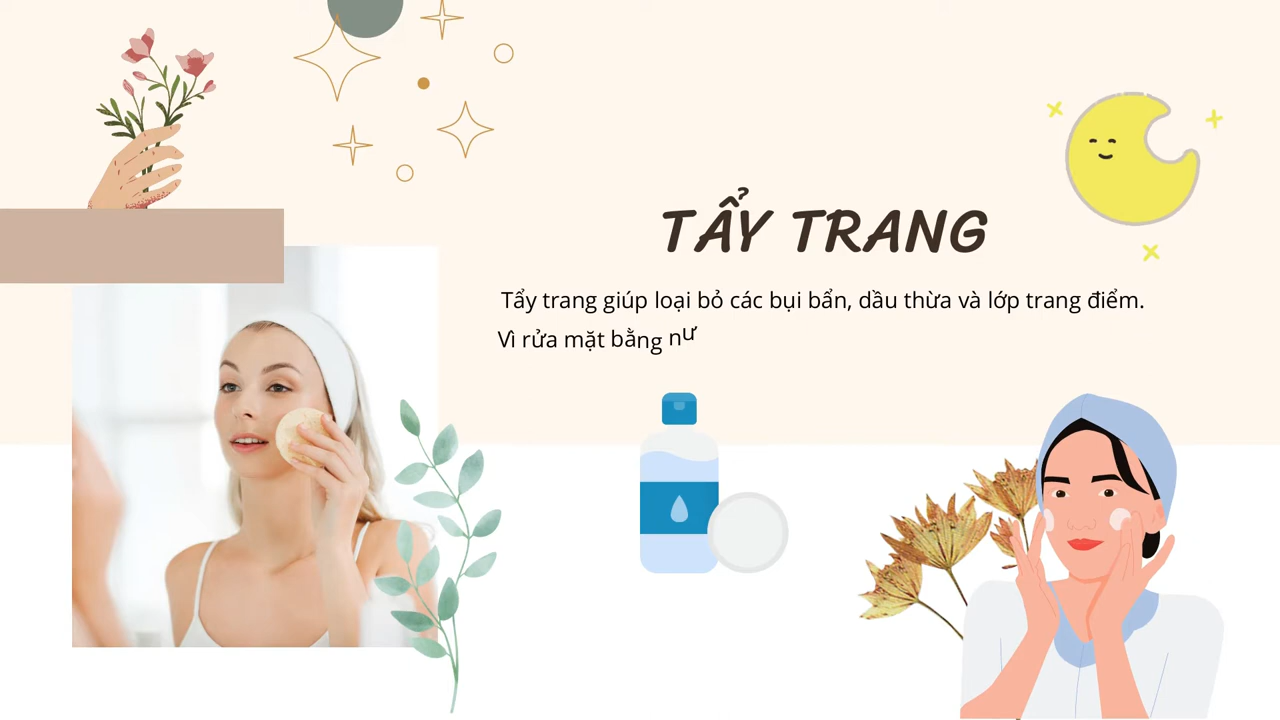 TẨY TRANG
Tẩy trang giúp loại bỏ các bụi bẩn, dầu thừa và lớp trang điểm.
Vì rửa mặt bằng nư